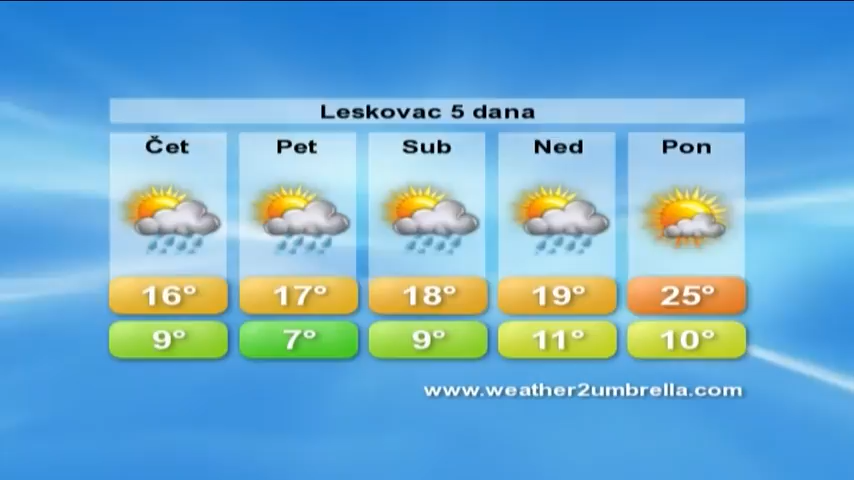 Leskovac 5 dana
Čet Pet Sub Ned Pon
16° 17° 18° 19° 25°
9° 7° 9° 11° 10°
www.weather2umbrella.com